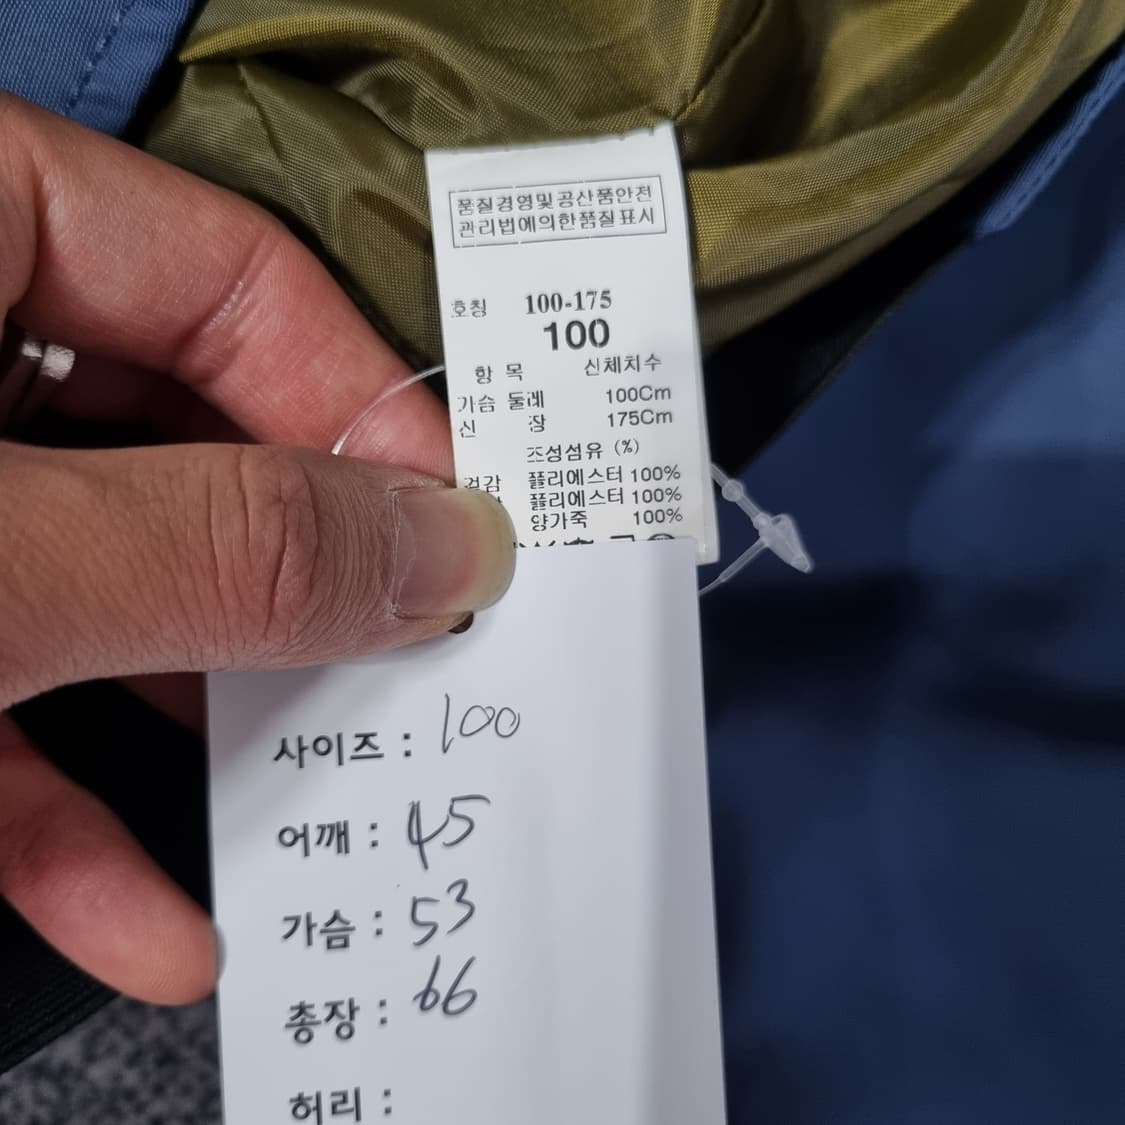 품질경영및공산품안전
관리법에의한품질표시
호칭 100-175
100
항 목 신체치수
가슴 둘레 100Cm
신 장 175Cm
조성섬유 (%)
겉감 폴리에스터 100%
폴리에스터 100%
양가죽 100%
사이즈 : 100
어깨 : 45
가슴 : 53
총장 : 66
허리 :